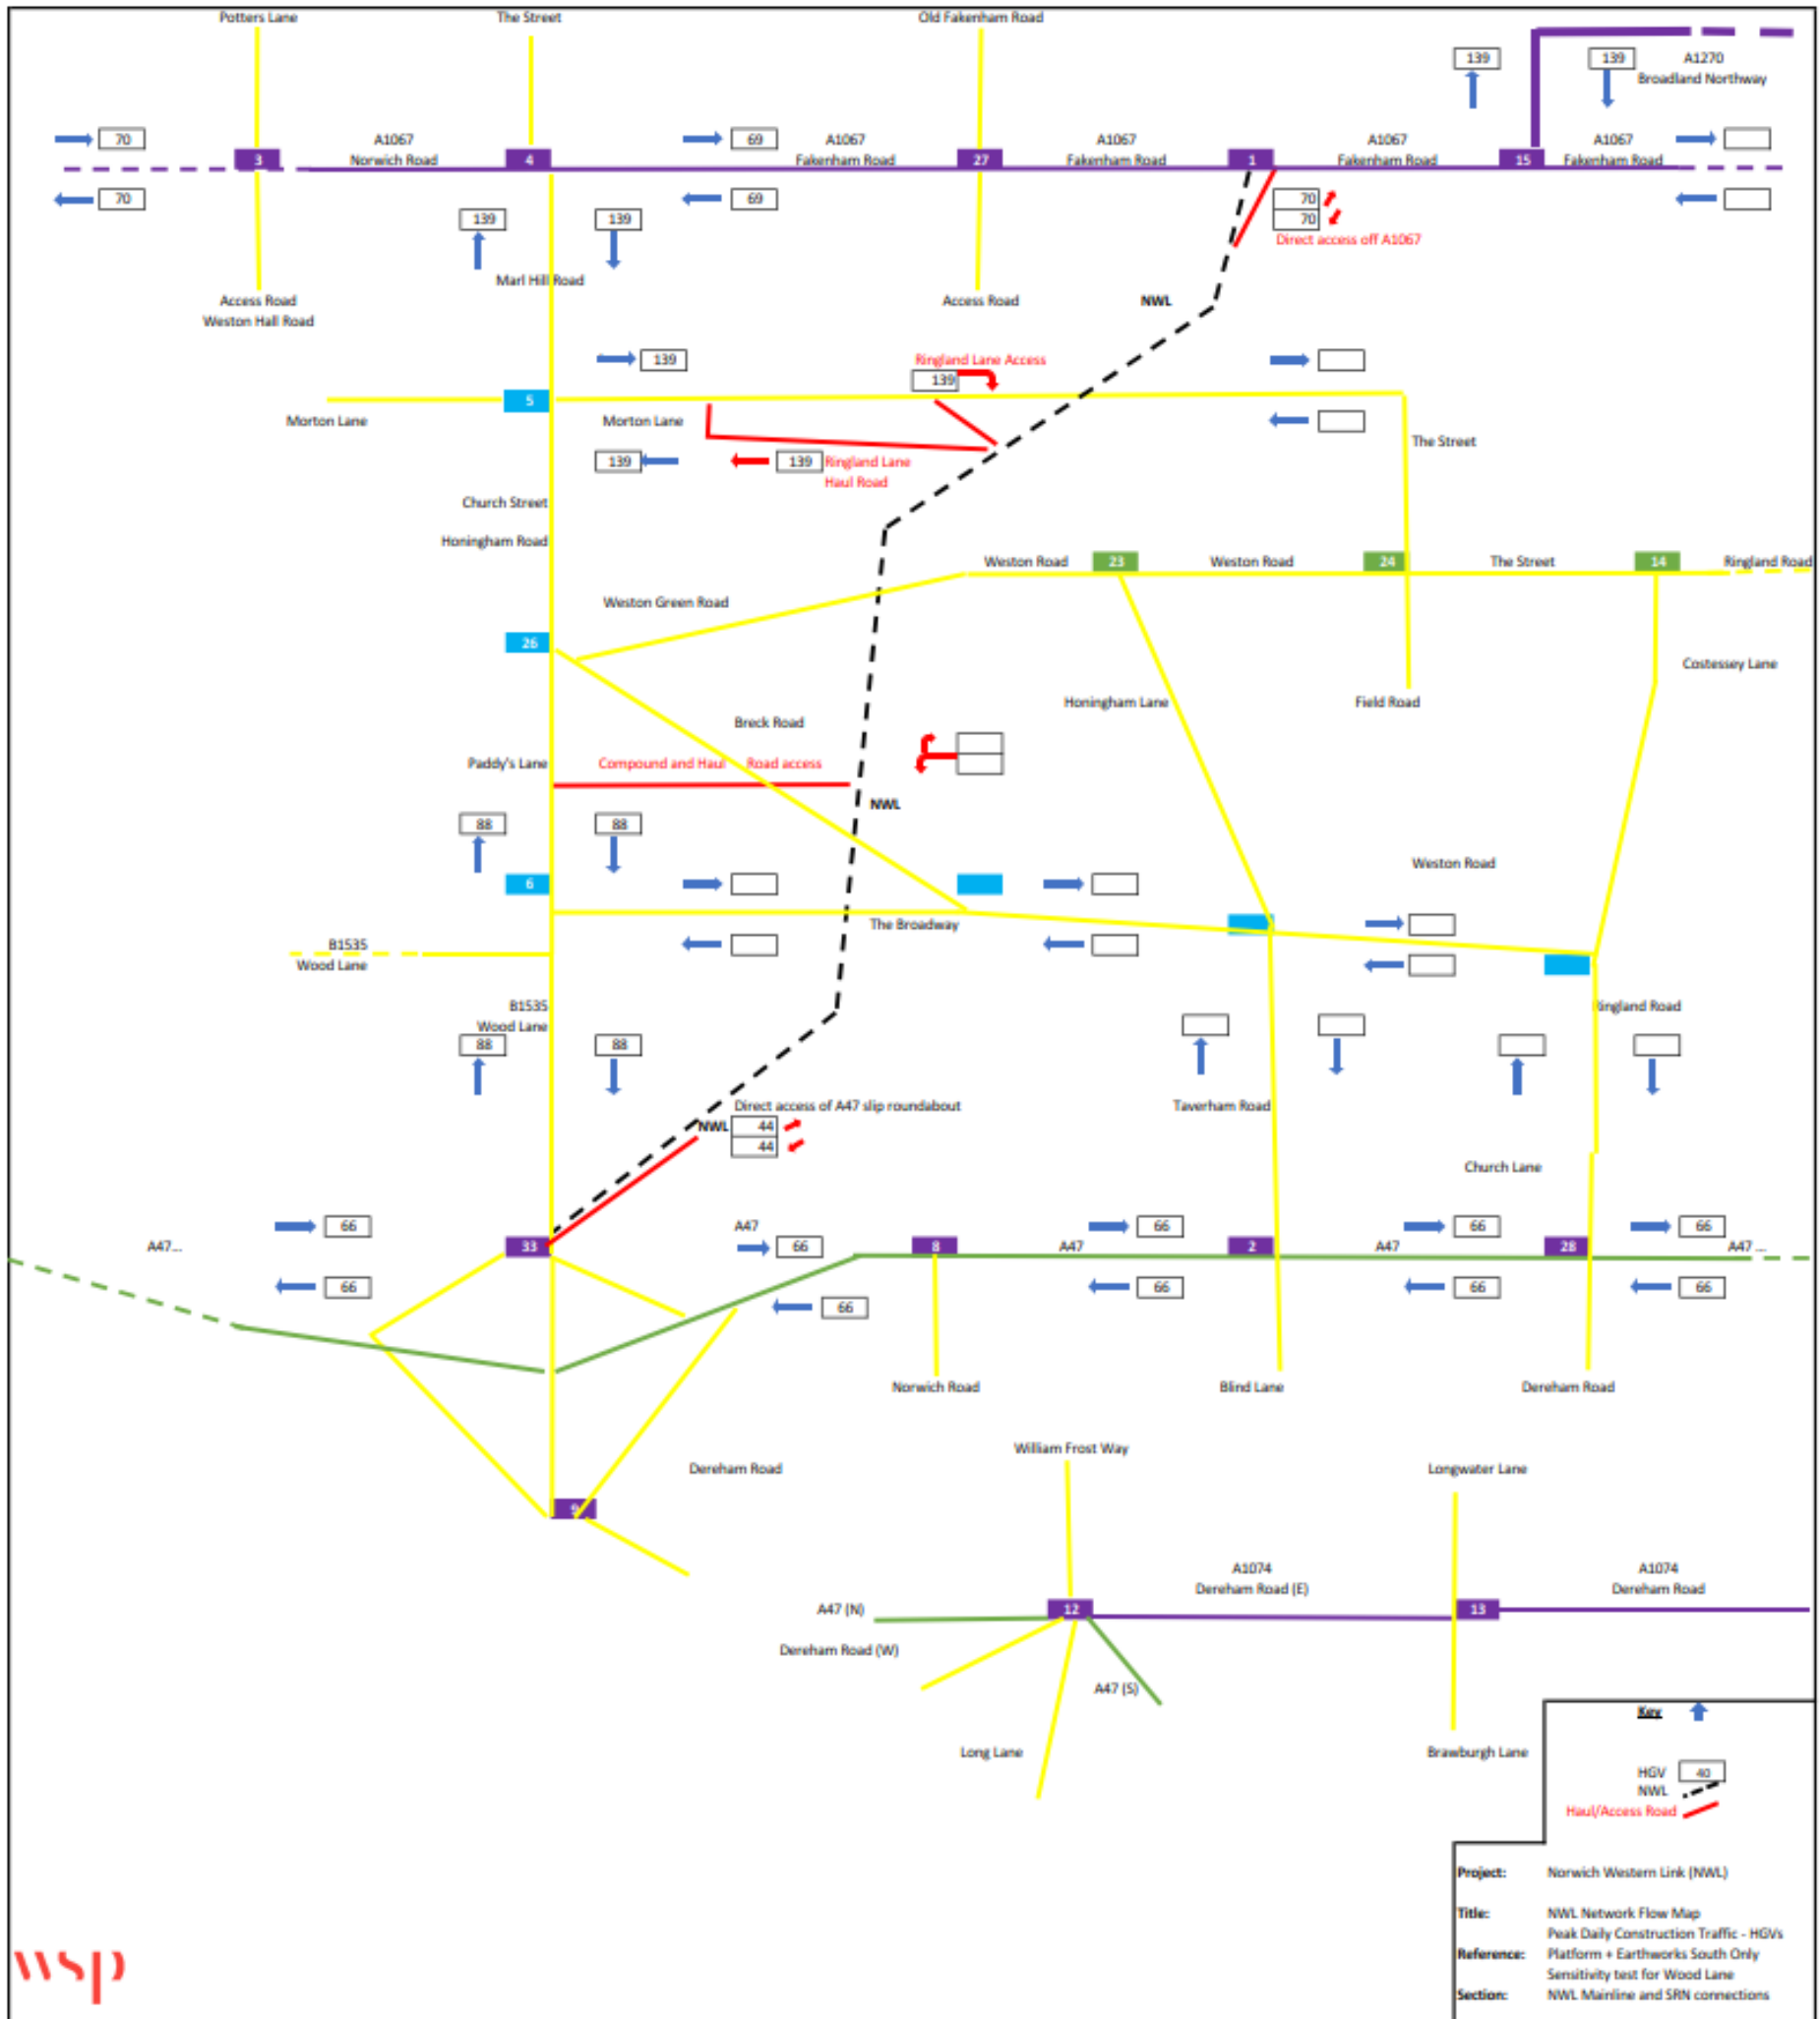 Potters Lane
The Street
Old Fakenham Road
139
139
A1270
Broadland Northway
70
A1067
Norwich Road
69
A1067
Fakenham Road
A1067
Fakenham Road
A1067
Fakenham Road
A1067
Fakenham Road
3
4
27
1
15
70
69
139
139
70
70
Direct access off A1067
Marl Hill Road
Access Road
Weston Hall Road
Access Road
NWL
139
Ringland Lane Access
139
5
Morton Lane
Morton Lane
The Street
139
139
Ringland Lane
Haul Road
Church Street
Honingham Road
Weston Road
23
Weston Road
24
The Street
14
Ringland Road
Weston Green Road
26
Costessey Lane
Honingham Lane
Field Road
Breck Road
Paddy's Lane
Compound and Haul Road access
NWL
88
88
Weston Road
6
The Broadway
B1535
Wood Lane
B1535
Wood Lane
Ringland Road
88
88
Direct access of A47 slip roundabout
NWL
44
44
Taverham Road
Church Lane
66
A47
66
66
66
66
A47...
33
8
A47
2
A47
28
A47 ...
66
66
66
66
66
Norwich Road
Blind Lane
Dereham Road
William Frost Way
Dereham Road
Longwater Lane
9
A1074
Dereham Road (E)
A1074
Dereham Road
A47 (N)
12
13
Dereham Road (W)
A47 (S)
Long Lane
Brawburgh Lane
Key
HGV 40
NWL
Haul/Access Road
Project: Norwich Western Link (NWL)
Title: NWL Network Flow Map
Peak Daily Construction Traffic - HGVs
Reference: Platform + Earthworks South Only
Sensitivity test for Wood Lane
Section: NWL Mainline and SRN connections
wsp